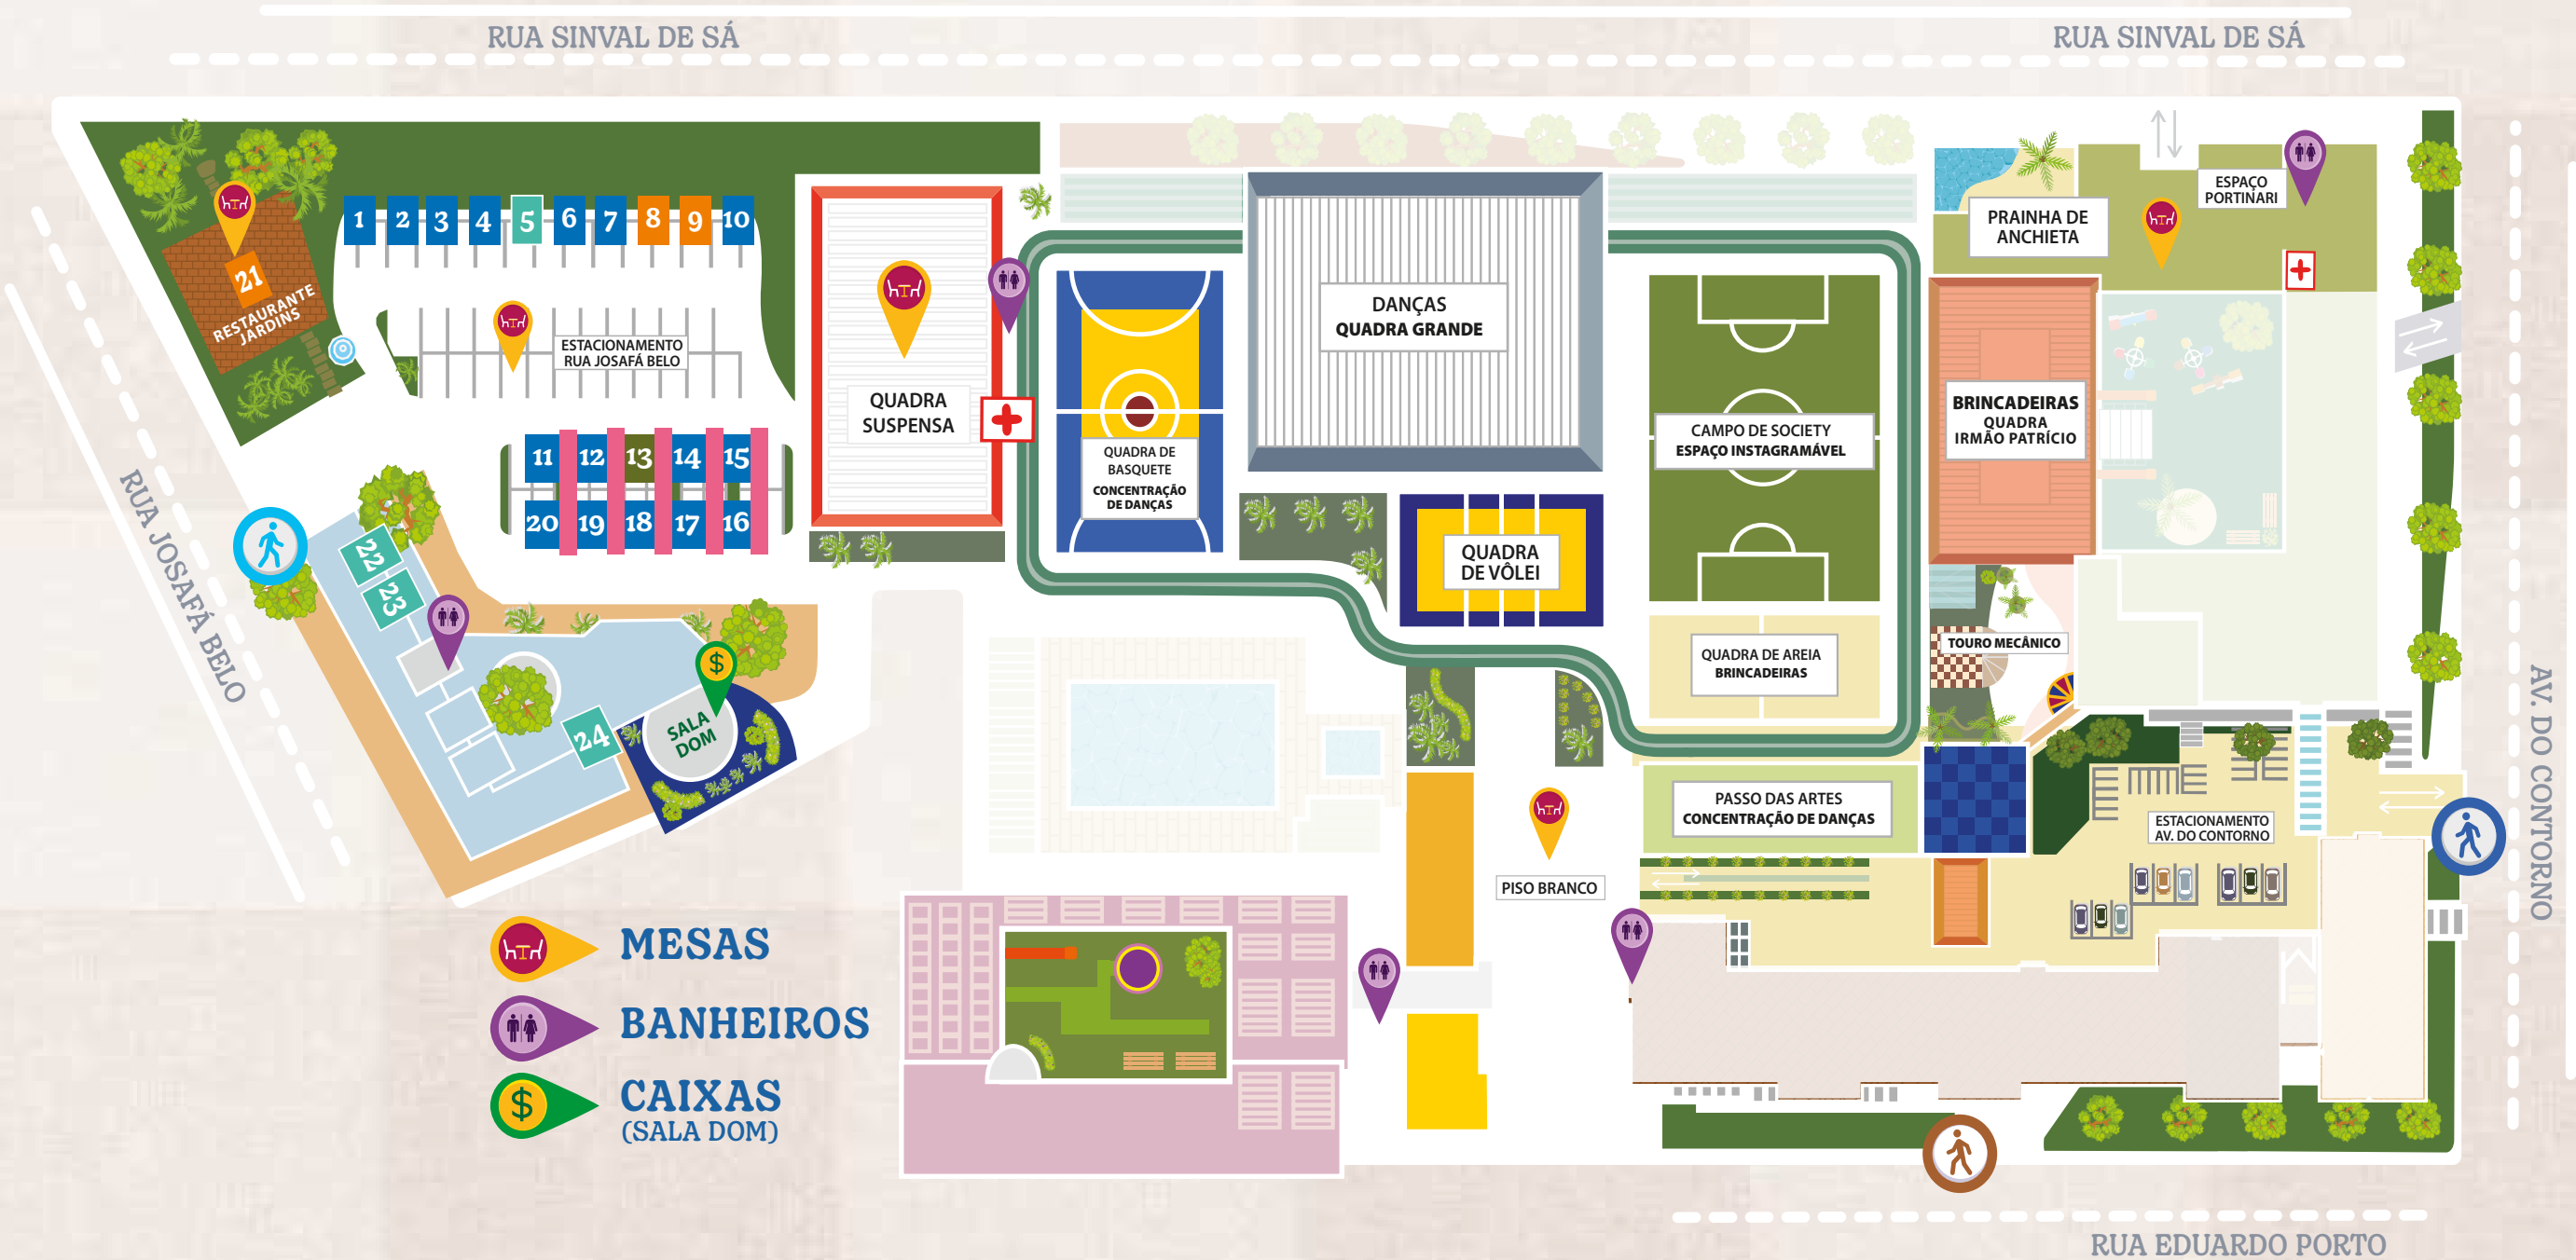 RUA SINVAL DE SÁ
RUA SINVAL DE SÁ
1 2 3 4 5 6 7 8 9 10
21
RESTAURANTE
JARDINS
ESTACIONAMENTO
RUA JOSAFÁ BELO
11 12 13 14 15
20 19 18 17 16
RUA JOSAFÁ BELO
22
23
24
SALA
DOM
$
QUADRA
SUSPENSA
QUADRA DE
BASQUETE
CONCENTRAÇÃO
DE DANÇAS
DANÇAS
QUADRA GRANDE
QUADRA
DE VÔLEI
CAMPO DE SOCIETY
ESPAÇO INSTAGRAMÁVEL
QUADRA DE AREIA
BRINCADEIRAS
PASSO DAS ARTES
CONCENTRAÇÃO DE DANÇAS
PISO BRANCO
PRAINHA DE
ANCHIETA
ESPAÇO
PORTINARI
BRINCADEIRAS
QUADRA
IRMÃO PATRÍCIO
TOURO MECÂNICO
ESTACIONAMENTO
AV. DO CONTORNO
AV. DO CONTORNO
MESAS
BANHEIROS
$
CAIXAS
(SALA DOM)
RUA EDUARDO PORTO